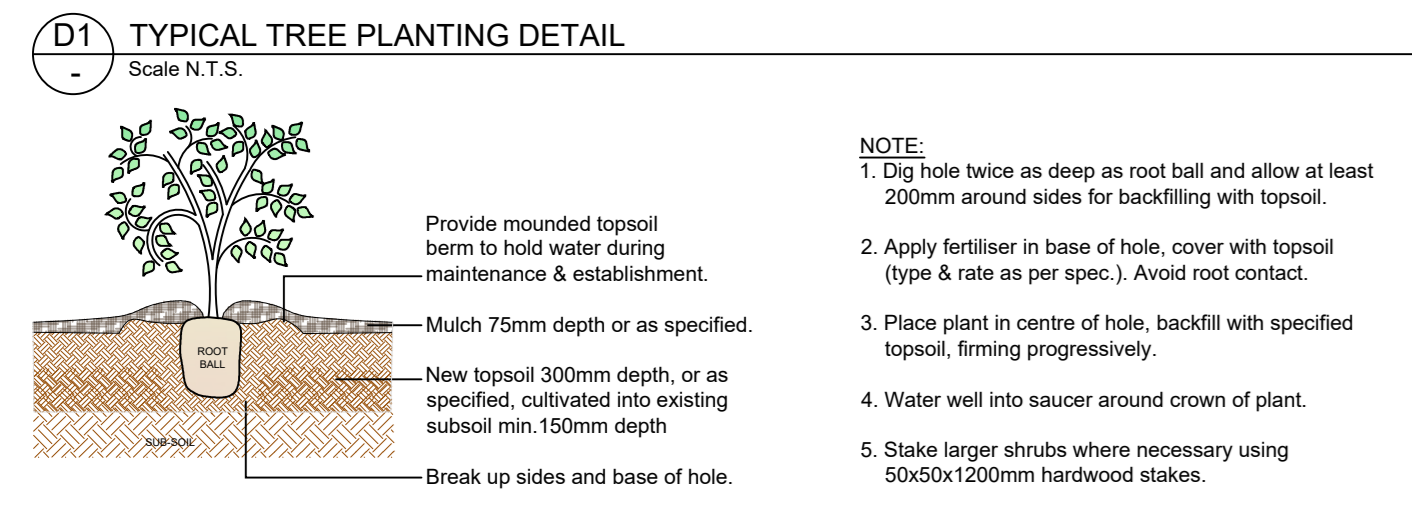 D1
-
TYPICAL TREE PLANTING DETAIL
Scale N.T.S.
Provide mounded topsoil
berm to hold water during
maintenance & establishment.
Mulch 75mm depth or as specified.
New topsoil 300mm depth, or as
specified, cultivated into existing
subsoil min.150mm depth
Break up sides and base of hole.
ROOT
BALL
SUB-SOIL
NOTE:
1. Dig hole twice as deep as root ball and allow at least
200mm around sides for backfilling with topsoil.
2. Apply fertiliser in base of hole, cover with topsoil
(type & rate as per spec.). Avoid root contact.
3. Place plant in centre of hole, backfill with specified
topsoil, firming progressively.
4. Water well into saucer around crown of plant.
5. Stake larger shrubs where necessary using
50x50x1200mm hardwood stakes.